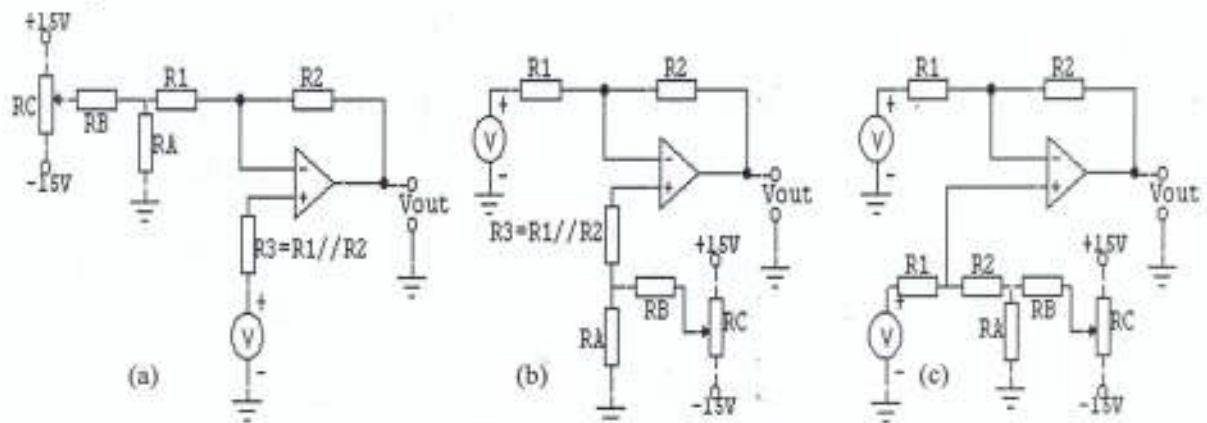 +15V
RC
-15V
RB
R1
RA
R2
-
+
Vout
R3=R1//R2
+
V
-
(a)
R1
R2
+
V
-
-
+
Vout
R3=R1//R2
+15V
RB
RC
RA
-15V
(b)
R1
R2
+
V
-
-
+
Vout
+15V
R1
R2
RB
+
V
-
RA
RC
-15V
(c)